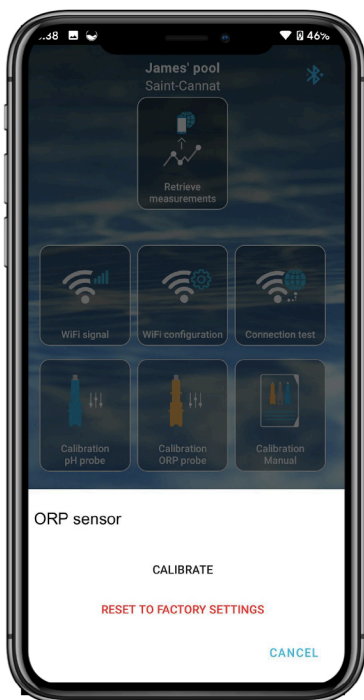 .:38
46%
James' pool
Saint-Cannat
Retrieve
measurements
WiFi signal
WiFi configuration
Connection test
Calibration
pH probe
Calibration
ORP probe
Calibration
Manual
ORP sensor
CALIBRATE
RESET TO FACTORY SETTINGS
CANCEL